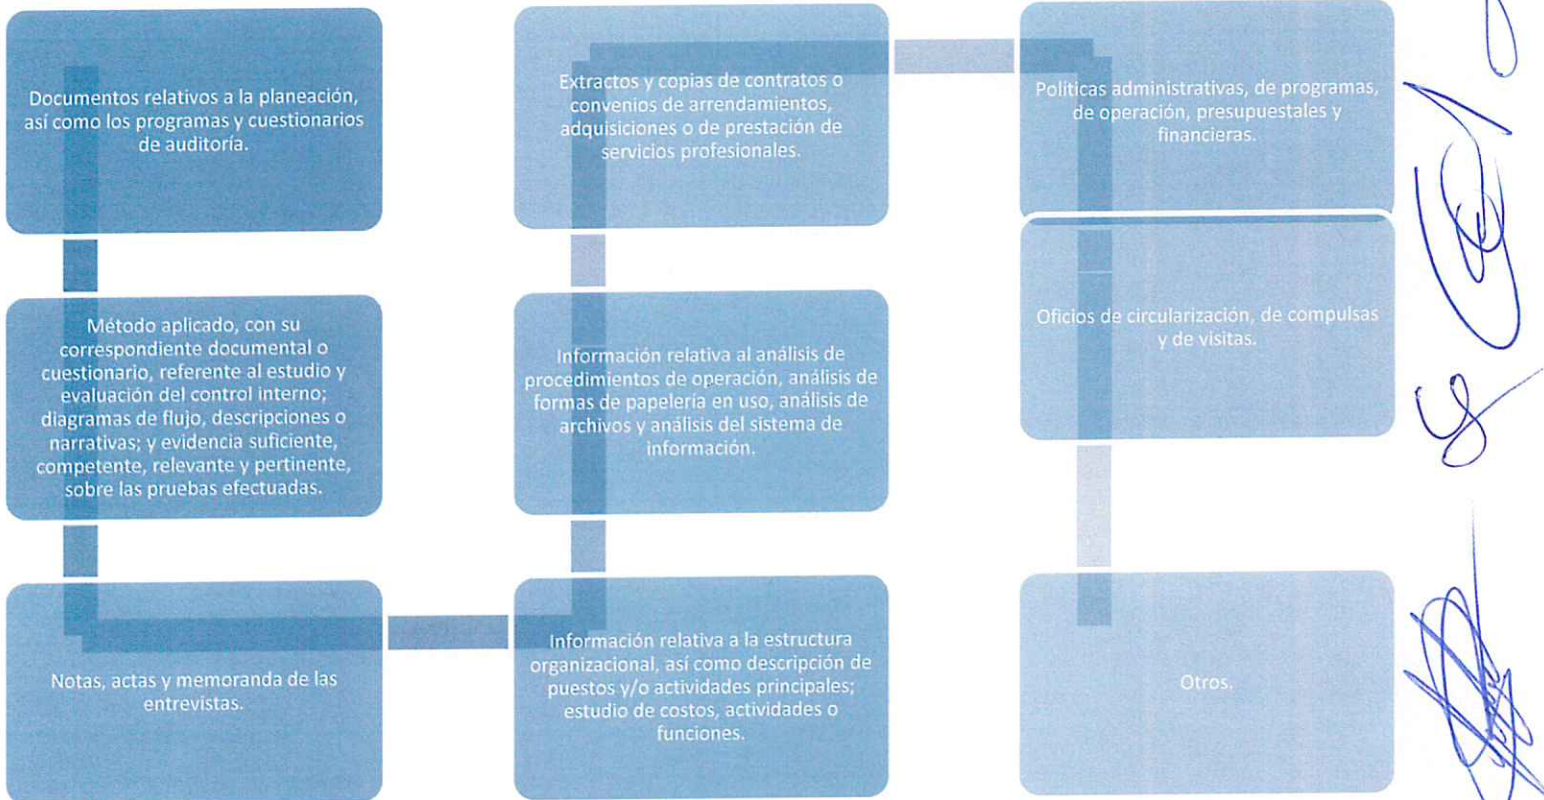 Documentos relativos a la planeación,
así como los programas y cuestionarios
de auditoría.
Método aplicado, con su
correspondiente documental o
cuestionario, referente al estudio y
evaluación del control interno;
diagramas de flujo, descripciones o
narrativas; y evidencia suficiente,
competente, relevante y pertinente,
sobre las pruebas efectuadas.
Notas, actas y memoranda de las
entrevistas.
Información relativa a la estructura
organizacional, así como descripción de
puestos y/o actividades principales;
estudio de costos, actividades o
funciones.
Información relativa al análisis de
procedimientos de operación, análisis de
formas de papelería en uso, análisis de
archivos y análisis del sistema de
información.
Extractos y copias de contratos o
convenios de arrendamientos,
adquisiciones o de prestación de
servicios profesionales.
Políticas administrativas, de programas,
de operación, presupuestales y
financieras.
Oficios de circularización, de compulsas
y de visitas.
Otros.